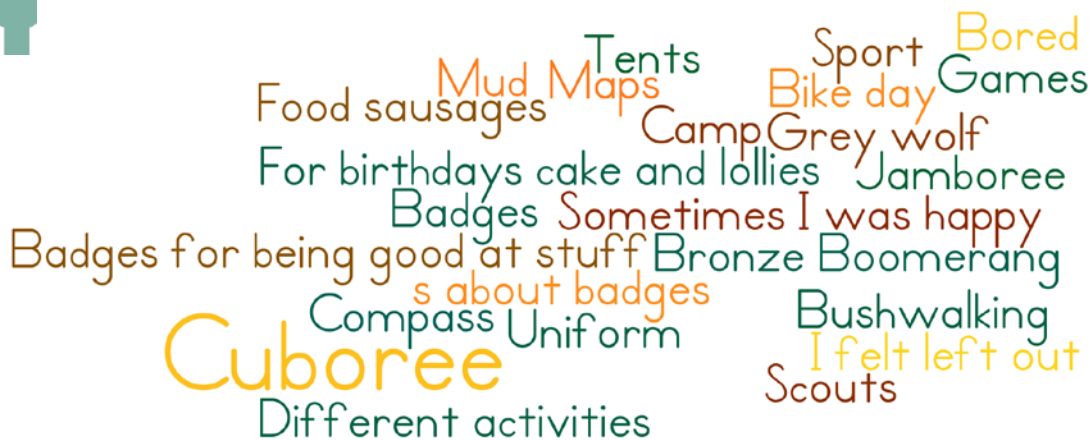 Bored
Tents
Sport
Games
Mud Maps
Bike day
Food sausages
Camp
Grey wolf
For birthdays cake and lollies
Jamboree
Badges
Sometimes I was happy
Badges for being good at stuff
Bronze Boomerang
s about badges
Compass
Uniform
Bushwalking
I felt left out
Cuboree
Scouts
Different activities